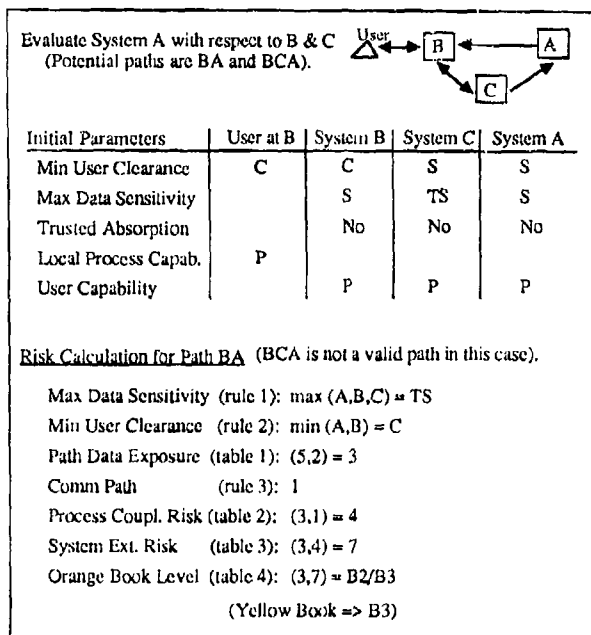 Evaluate System A with respect to B & C
(Potential paths are BA and BCA).
User
B
A
C
Initial Parameters User at B System B System C System A
Min User Clearance C C S S
Max Data Sensitivity S TS S
Trusted Absorption No No No
Local Process Capab. P
User Capability P P P
Risk Calculation for Path BA (BCA is not a valid path in this case).
Max Data Sensitivity (rule 1): max (A,B,C) = TS
Min User Clearance (rule 2): min (A,B) = C
Path Data Exposure (table 1): (5,2) = 3
Comm Path (rule 3): 1
Process Coupl. Risk (table 2): (3,1) = 4
System Ext. Risk (table 3): (3,4) = 7
Orange Book Level (table 4): (3,7) = B2/B3
(Yellow Book => B3)